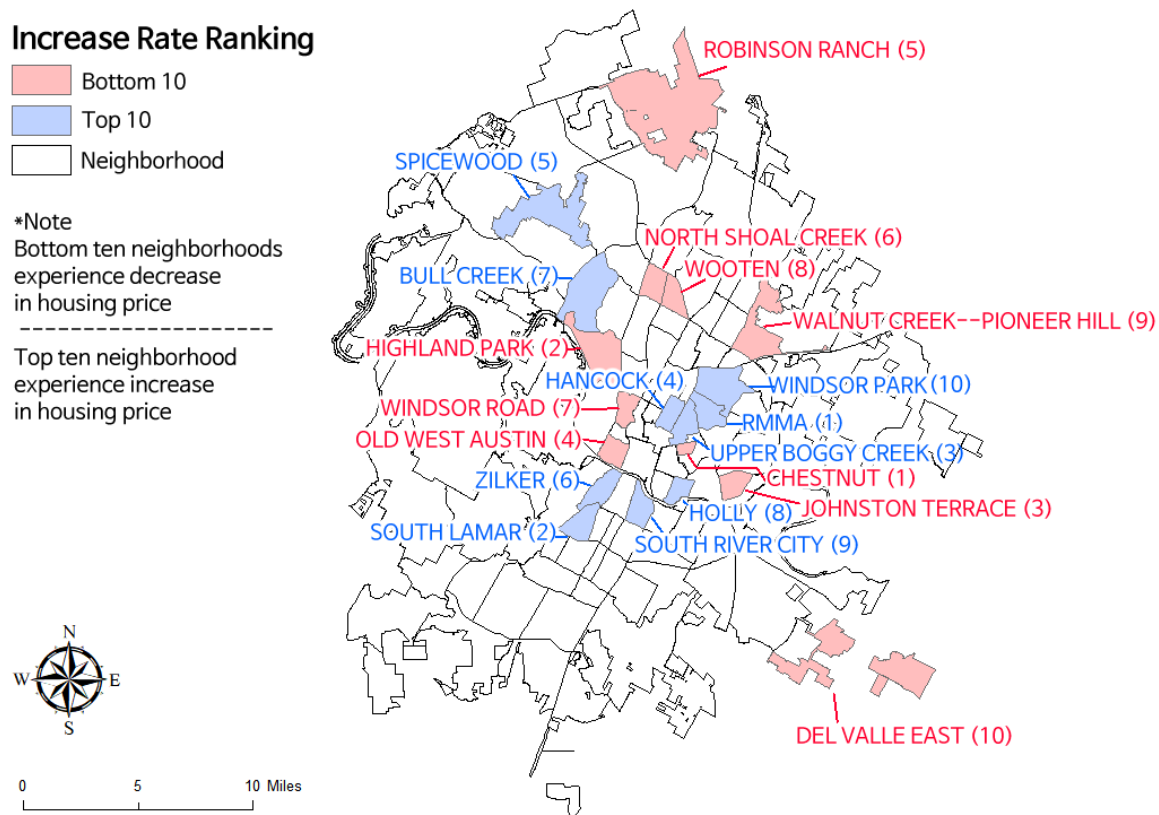 Increase Rate Ranking
Bottom 10
Top 10
Neighborhood
*Note
Bottom ten neighborhoods
experience decrease
in housing price
--------------------
Top ten neighborhood
experience increase
in housing price
ROBINSON RANCH (5)
SPICEWOOD (5)
NORTH SHOAL CREEK (6)
WOOTEN (8)
BULL CREEK (7)
WALNUT CREEK--PIONEER HILL (9)
HIGHLAND PARK (2)
HANCOCK (4)
WINDSOR PARK (10)
WINDSOR ROAD (7)
RMMA (1)
OLD WEST AUSTIN (4)
UPPER BOGGY CREEK (3)
CHESTNUT (1)
ZILKER (6)
JOHNSTON TERRACE (3)
HOLLY (8)
SOUTH LAMAR (2)
SOUTH RIVER CITY (9)
DEL VALLE EAST (10)
N
W E
S
0 5 10 Miles